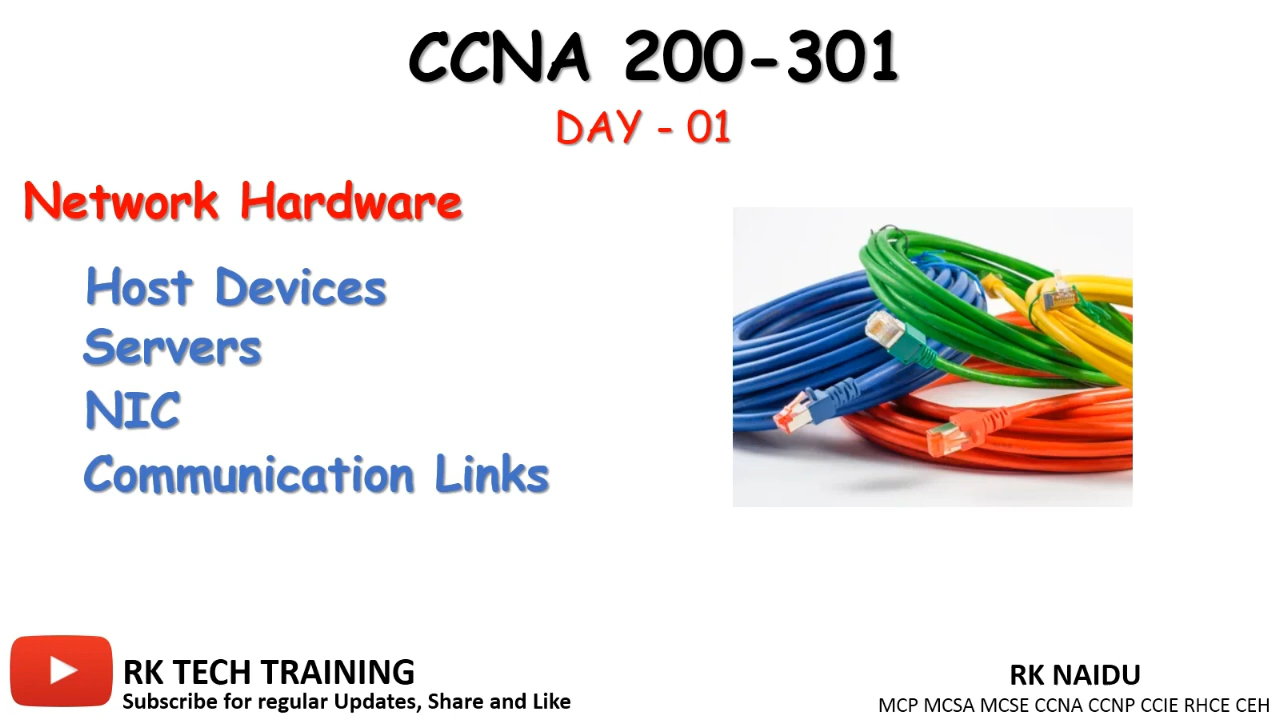 CCNA 200-301
DAY - 01
Network Hardware
Host Devices
Servers
NIC
Communication Links
RK TECH TRAINING
Subscribe for regular Updates, Share and Like
RK NAIDU
MCP MCSA MCSE CCNA CCNP CCIE RHCE CEH